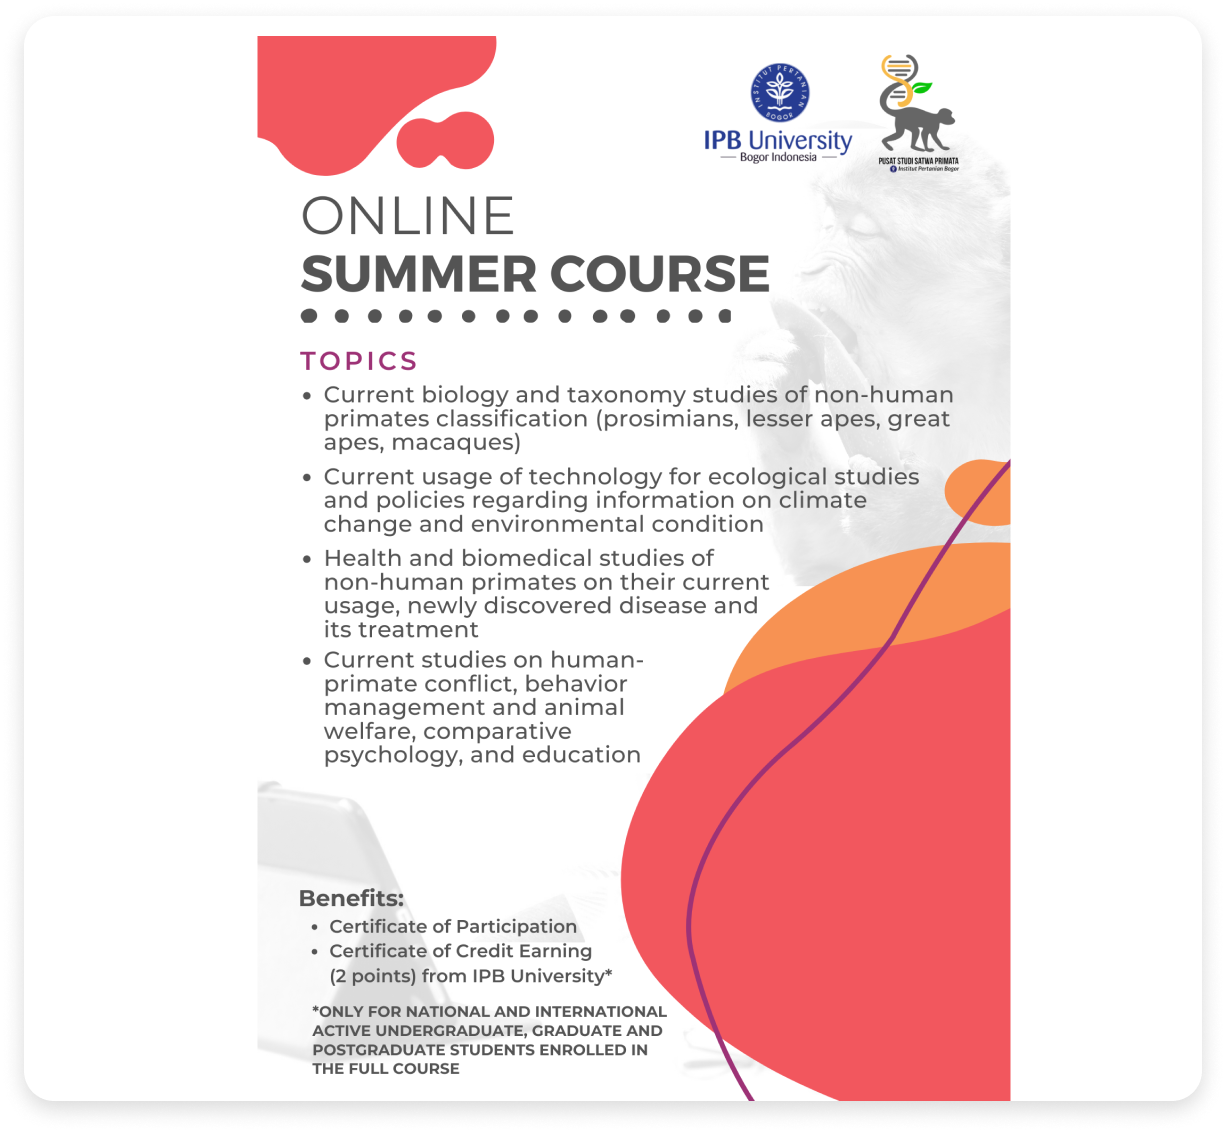 INSTITUT PERTANIAN
BOGOR
IPB University
Bogor Indonesia
PUSAT STUDI SATWA PRIMATA
Institut Pertanian Bogor
ONLINE
SUMMER COURSE
TOPICS
• Current biology and taxonomy studies of non-human
primates classification (prosimians, lesser apes, great
apes, macaques)
• Current usage of technology for ecological studies
and policies regarding information on climate
change and environmental condition
• Health and biomedical studies of
non-human primates on their current
usage, newly discovered disease and
its treatment
• Current studies on human-
primate conflict, behavior
management and animal
welfare, comparative
psychology, and education
Benefits:
• Certificate of Participation
• Certificate of Credit Earning
(2 points) from IPB University*
*ONLY FOR NATIONAL AND INTERNATIONAL
ACTIVE UNDERGRADUATE, GRADUATE AND
POSTGRADUATE STUDENTS ENROLLED IN
THE FULL COURSE